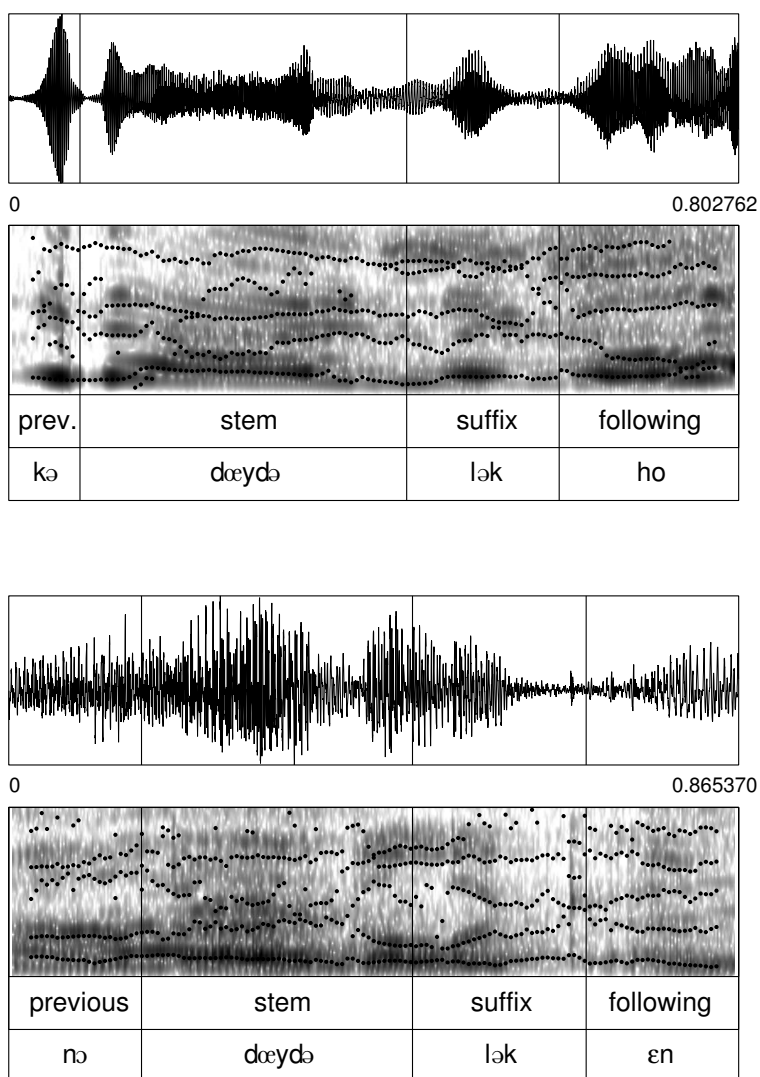 0 0.802762
prev. stem suffix following
kə dœydə lək ho
0 0.865370
previous stem suffix following
nɔ dœydə lək ɛn